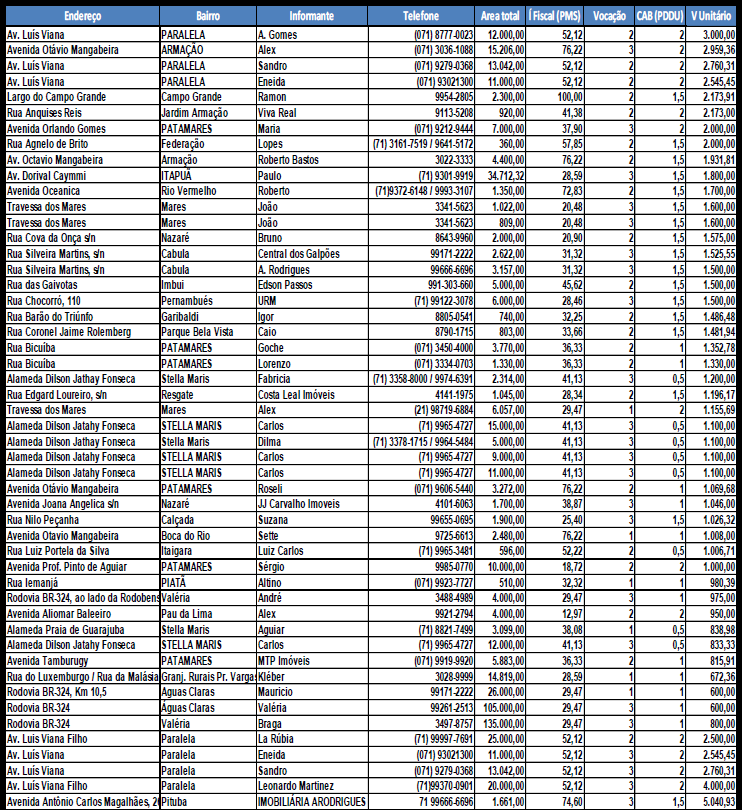 Endereço Bairro Informante Telefone Area total Í Fiscal (PMS) Vocação CAB (PDDU) V Unitário
Av. Luís Viana PARALELA A. Gomes (071) 8777-0023 12.000,00 52,12 2 2 3.000,00
Avenida Otávio Mangabeira ARMAÇÃO Alex (071) 3036-1088 15.206,00 76,22 3 2 2.959,36
Av. Luís Viana PARALELA Sandro (071) 9279-0368 13.042,00 52,12 2 2 2.760,31
Av. Luís Viana PARALELA Eneida (071) 93021300 11.000,00 52,12 2 2 2.545,45
Largo do Campo Grande Campo Grande Ramon 9954-2805 2.300,00 100,00 2 1,5 2.173,91
Rua Anquises Reis Jardim Armação Viva Real 9113-5208 920,00 41,38 2 2 2.173,00
Avenida Orlando Gomes PATAMARES Maria (071) 9212-9444 7.000,00 37,90 3 2 2.000,00
Rua Agnelo de Brito Federação Lopes (71) 3161-7519 / 9641-5172 360,00 57,85 2 1,5 2.000,00
Av. Octavio Mangabeira Armação Roberto Bastos 3022-3333 4.400,00 76,22 2 1,5 1.931,81
Av. Dorival Caymmi ITAPUÃ Paulo (71) 9301-9919 34.712,32 28,59 3 1,5 1.800,00
Avenida Oceanica Rio Vermelho Roberto (71)9372-6148 / 9993-3107 1.350,00 72,83 2 1,5 1.700,00
Travessa dos Mares Mares João 3341-5623 1.022,00 20,48 3 1,5 1.600,00
Travessa dos Mares Mares João 3341-5623 809,00 20,48 3 1,5 1.600,00
Rua Cova da Onça s/n Nazaré Bruno 8643-9960 2.000,00 20,90 2 1,5 1.575,00
Rua Silveira Martins, s/n Cabula Central dos Galpões 99171-2222 2.622,00 31,32 3 1,5 1.525,55
Rua Silveira Martins, s/n Cabula A. Rodrigues 99666-6696 3.157,00 31,32 3 1,5 1.500,00
Rua das Gaivotas Imbui Edson Passos 991-303-660 5.000,00 45,62 2 1,5 1.500,00
Rua Chocorró, 110 Pernambués URM (71) 99122-3078 6.000,00 28,46 3 1,5 1.500,00
Rua Barão do Triúnfo Garibaldi Igor 8805-0541 740,00 32,25 2 1,5 1.486,48
Rua Coronel Jaime Rolemberg Parque Bela Vista Caio 8790-1715 803,00 33,66 2 1,5 1.481,94
Rua Bicuíba PATAMARES Goche (071) 3450-4000 3.770,00 36,33 2 1 1.352,78
Rua Bicuíba PATAMARES Lorenzo (071) 3334-0703 1.330,00 36,33 2 1 1.330,00
Alameda Dilson Jathay Fonseca Stella Maris Fabricia (71) 3358-8000 / 9974-6391 2.314,00 41,13 3 0,5 1.200,00
Rua Edgard Loureiro, s/n Resgate Costa Leal Imóveis 4141-1975 1.045,00 28,34 2 1,5 1.196,17
Travessa dos Mares Mares Alex (21) 98719-6884 6.057,00 29,47 1 2 1.155,69
Alameda Dilson Jatahy Fonseca STELLA MARIS Carlos (71) 9965-4727 15.000,00 41,13 3 0,5 1.100,00
Alameda Dilson Jatahy Fonseca Stella Maris Dilma (71) 3378-1715 / 9964-5484 5.000,00 41,13 3 0,5 1.100,00
Alameda Dilson Jatahy Fonseca STELLA MARIS Carlos (71) 9965-4727 9.000,00 41,13 3 0,5 1.100,00
Alameda Dilson Jatahy Fonseca STELLA MARIS Carlos (71) 9965-4727 11.000,00 41,13 3 0,5 1.100,00
Avenida Otávio Mangabeira PATAMARES Roseli (071) 9606-5440 3.272,00 76,22 2 1 1.069,68
Avenida Joana Angelica s/n Nazaré JJ Carvalho Imoveis 4101-6063 1.700,00 38,87 3 1 1.046,00
Rua Nilo Peçanha Calçada Suzana 99655-0695 1.900,00 25,40 3 1,5 1.026,32
Avenida Otavio Mangabeira Boca do Rio Sette 9725-6613 2.480,00 76,22 1 1 1.008,00
Rua Luiz Portela da Silva Itaigara Luiz Carlos (71) 9965-3481 596,00 52,22 2 0,5 1.006,71
Avenida Prof. Pinto de Aguiar PATAMARES Sérgio 9985-0770 10.000,00 18,72 2 1 1.000,00
Rua Iemanjá PIATÃ Altino (071) 9923-7727 510,00 32,32 1 1 980,39
Rodovia BR-324, ao lado da Rodobens Valéria André 3488-4989 4.000,00 29,47 3 1 975,00
Avenida Aliomar Baleeiro Pau da Lima Alex 9921-2794 4.000,00 12,97 2 2 950,00
Alameda Praia de Guarajuba Stella Maris Aguiar (71) 8821-7499 3.099,00 38,08 1 0,5 838,98
Alameda Dilson Jatahy Fonseca STELLA MARIS Carlos (71) 9965-4727 12.000,00 41,13 3 0,5 833,33
Avenida Tamburugy PATAMARES MTP Imóveis (071) 9919-9920 5.883,00 36,33 2 1 815,91
Rua do Luxemburgo / Rua da Malásia Granj. Rurais Pr. Vargas Kléber 3028-9999 14.819,00 28,59 1 1 672,36
Rodovia BR-324, Km 10,5 Águas Claras Mauricio 99171-2222 26.000,00 29,47 1 1 600,00
Rodovia BR-324 Águas Claras Valéria 99261-2513 105.000,00 29,47 3 1 600,00
Rodovia BR-324 Valéria Braga 3497-8757 135.000,00 29,47 3 1 800,00
Av. Luís Viana Filho Paralela La Rúbia (71) 99997-7691 25.000,00 52,12 2 2 2.500,00
Av. Luís Viana Paralela Eneida (071) 93021300 11.000,00 52,12 3 2 2.545,45
Av. Luís Viana Paralela Sandro (071) 9279-0368 13.042,00 52,12 3 2 2.760,31
Av. Luís Viana Filho Paralela Leonardo Martinez (71)99370-0901 20.000,00 52,12 3 2 4.000,00
Avenida Antônio Carlos Magalhães, 26 Pituba IMOBILIÁRIA ARODRIGUES 71 99666-6696 1.661,00 74,60 3 1,5 5.040,93